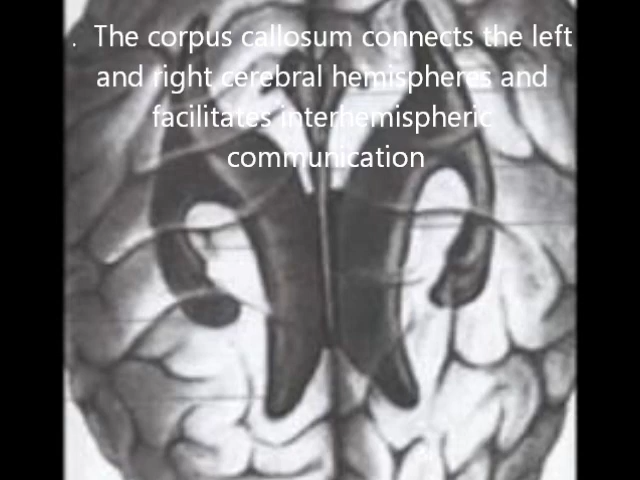 .  The corpus callosum connects the left
and right cerebral hemispheres and
facilitates interhemispheric
communication